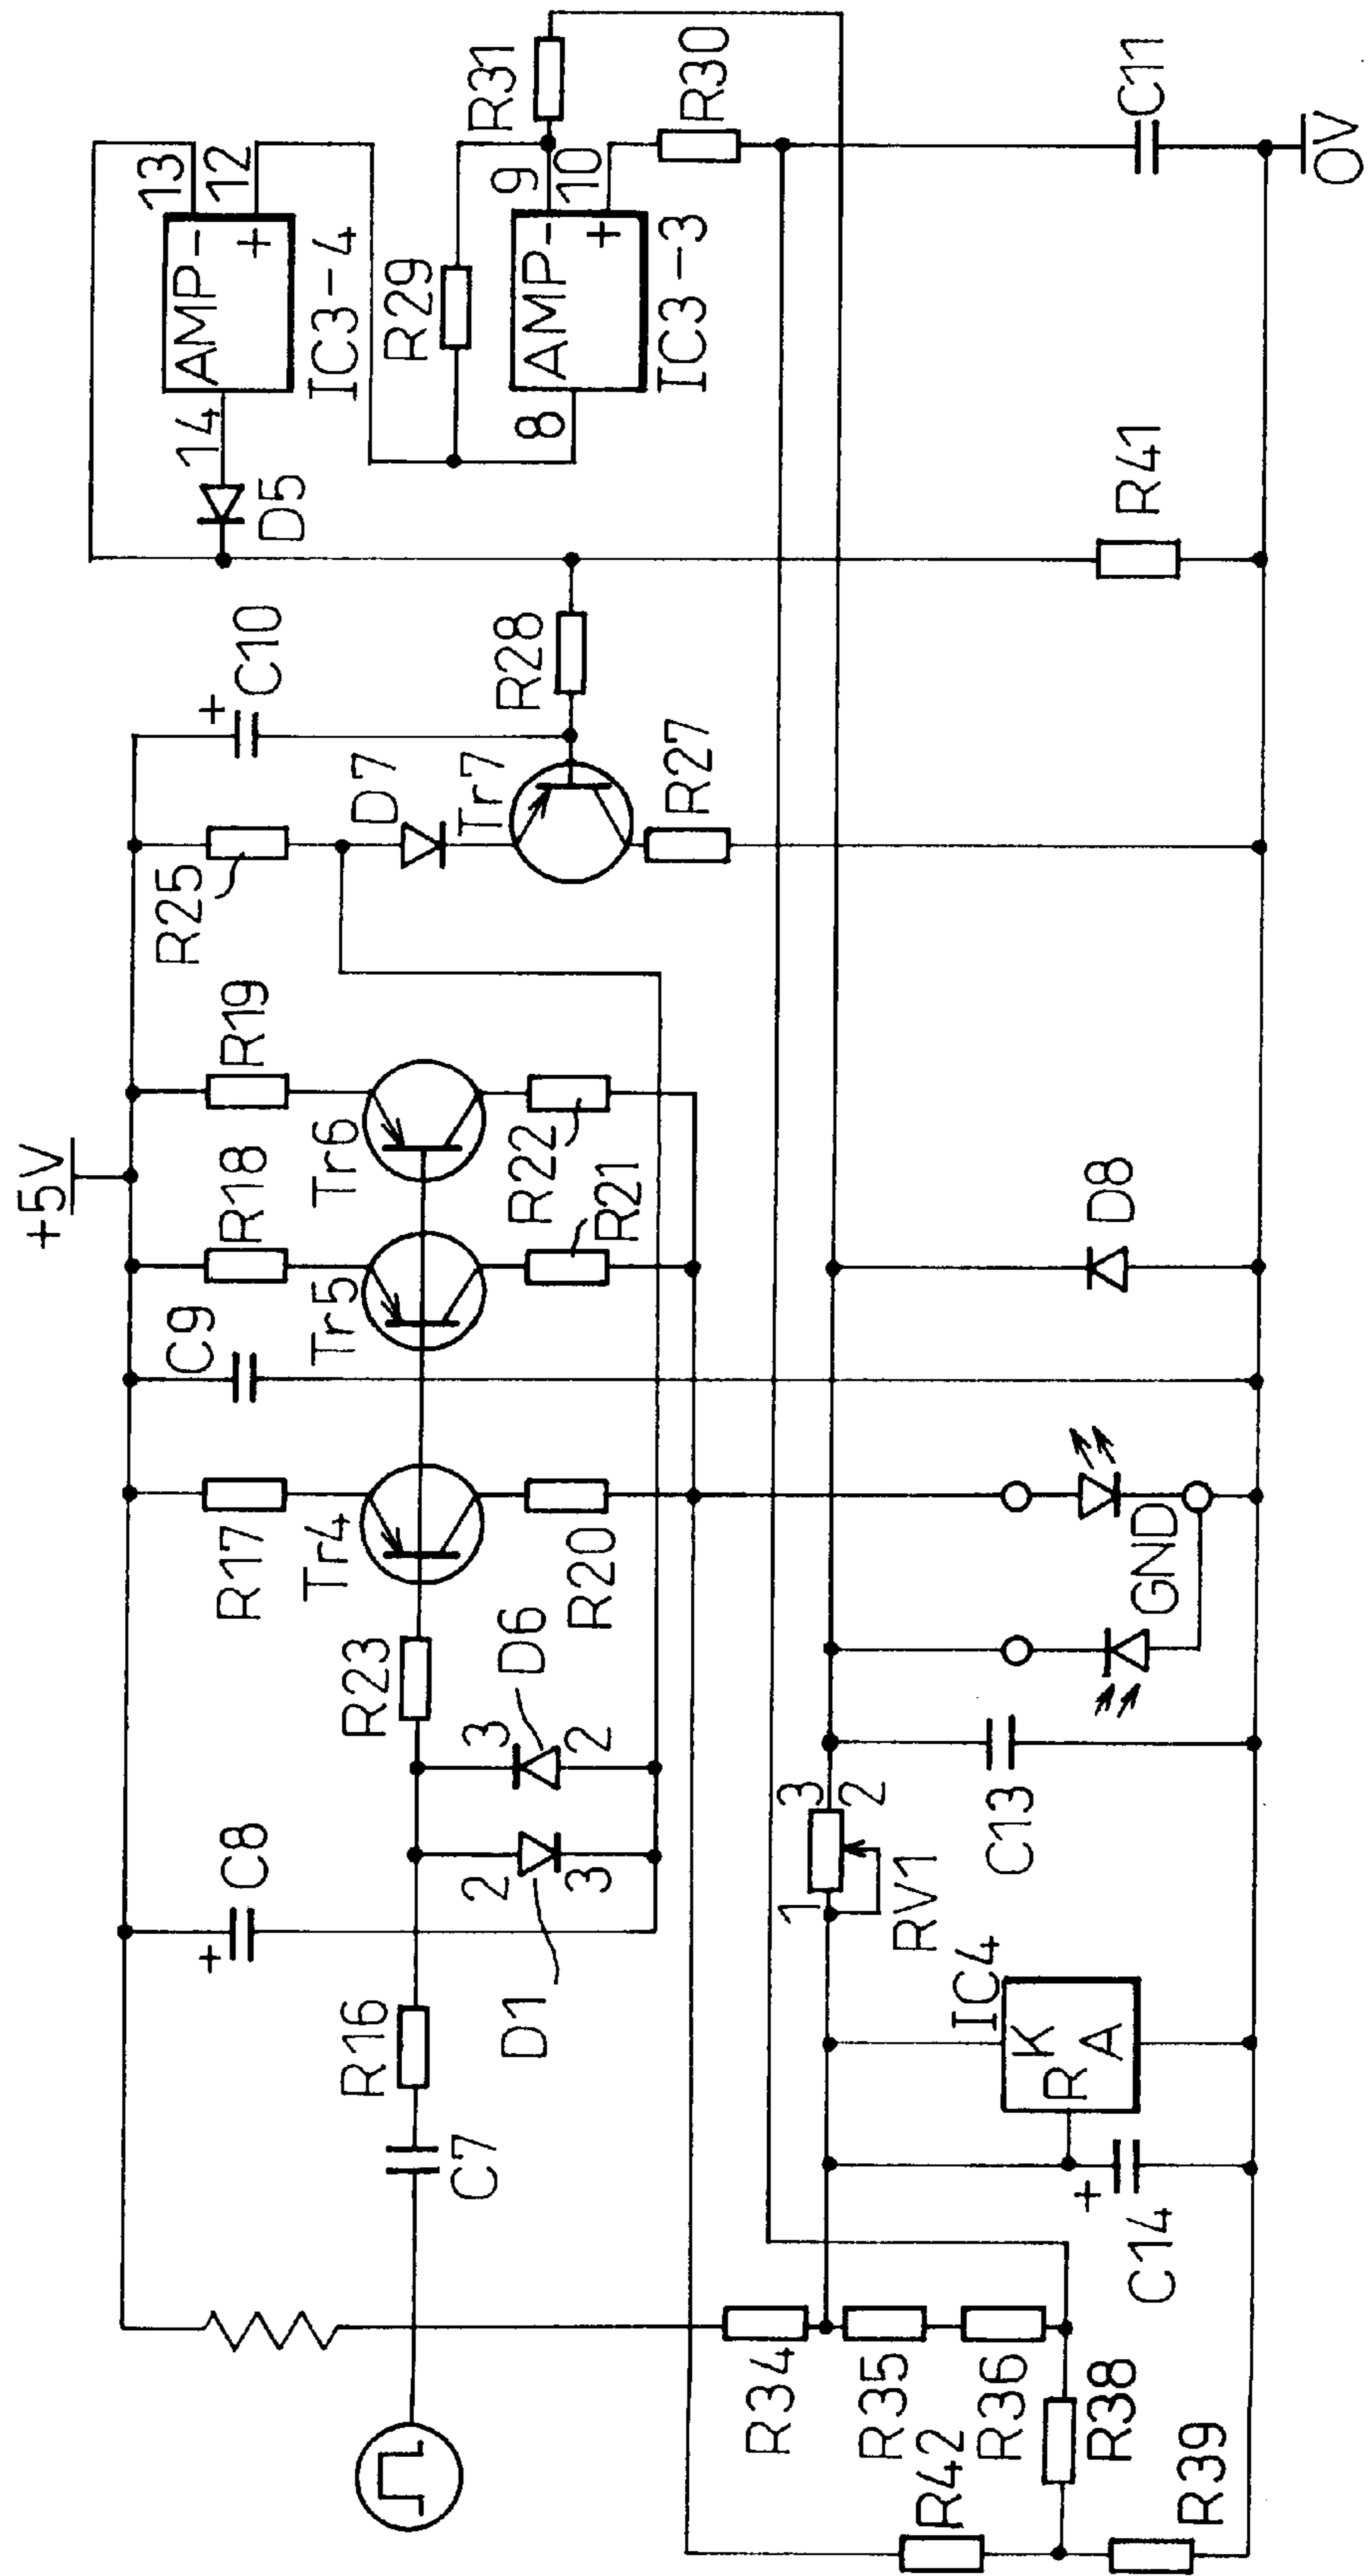 +5V
C8
R17
C9
R18
R19
R25
C10
AMP-
+
13
12
14
IC3-4
D5
R16
C7
D1
2
3
D6
3
2
R23
Tr4
R20
Tr5
R21
Tr6
R22
D7
Tr7
R28
R27
R29
R31
AMP-
+
9
10
8
IC3-3
R30
+
+
R34
R35
R36
R42
R38
R39
1
3
2
RV1
IC4
K
R
A
+
C14
C13
GND
D8
R41
C11
0V